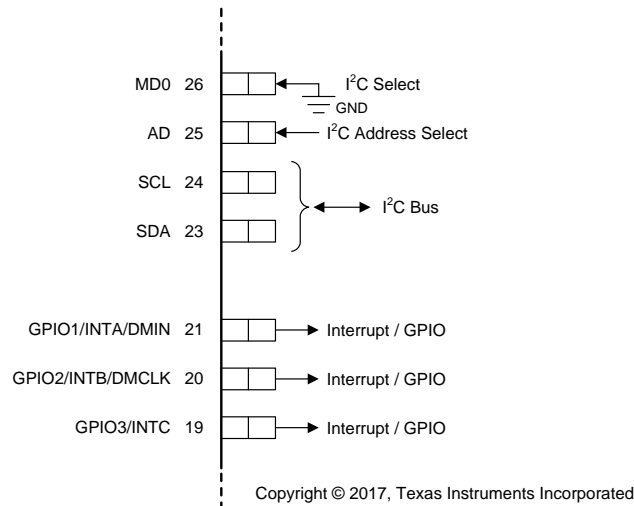 MD0 26 I²C Select
GND
AD 25 I²C Address Select
SCL 24
I²C Bus
SDA 23
GPIO1/INTA/DMIN 21 Interrupt / GPIO
GPIO2/INTB/DMCLK 20 Interrupt / GPIO
GPIO3/INTC 19 Interrupt / GPIO
Copyright © 2017, Texas Instruments Incorporated